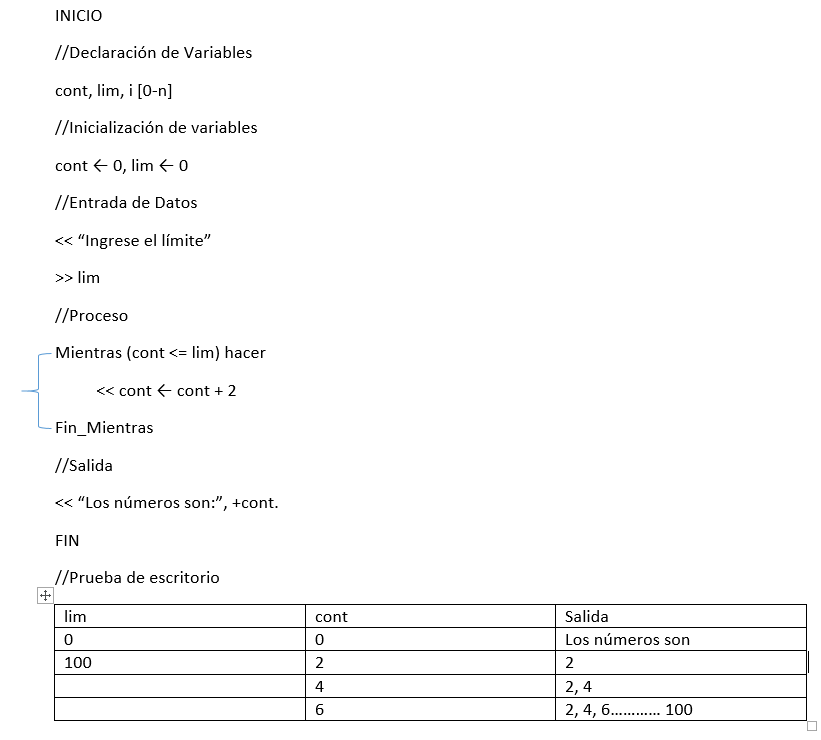 INICIO
//Declaración de Variables
cont, lim, i [0-n]
//Inicialización de variables
cont ← 0, lim ← 0
//Entrada de Datos
<< “Ingrese el límite”
>> lim
//Proceso
Mientras (cont <= lim) hacer
<< cont ← cont + 2
Fin_Mientras
//Salida
<< “Los números son:”, +cont.
FIN
//Prueba de escritorio
lim cont Salida
0 0 Los números son
100 2 2
4 2, 4
6 2, 4, 6………… 100